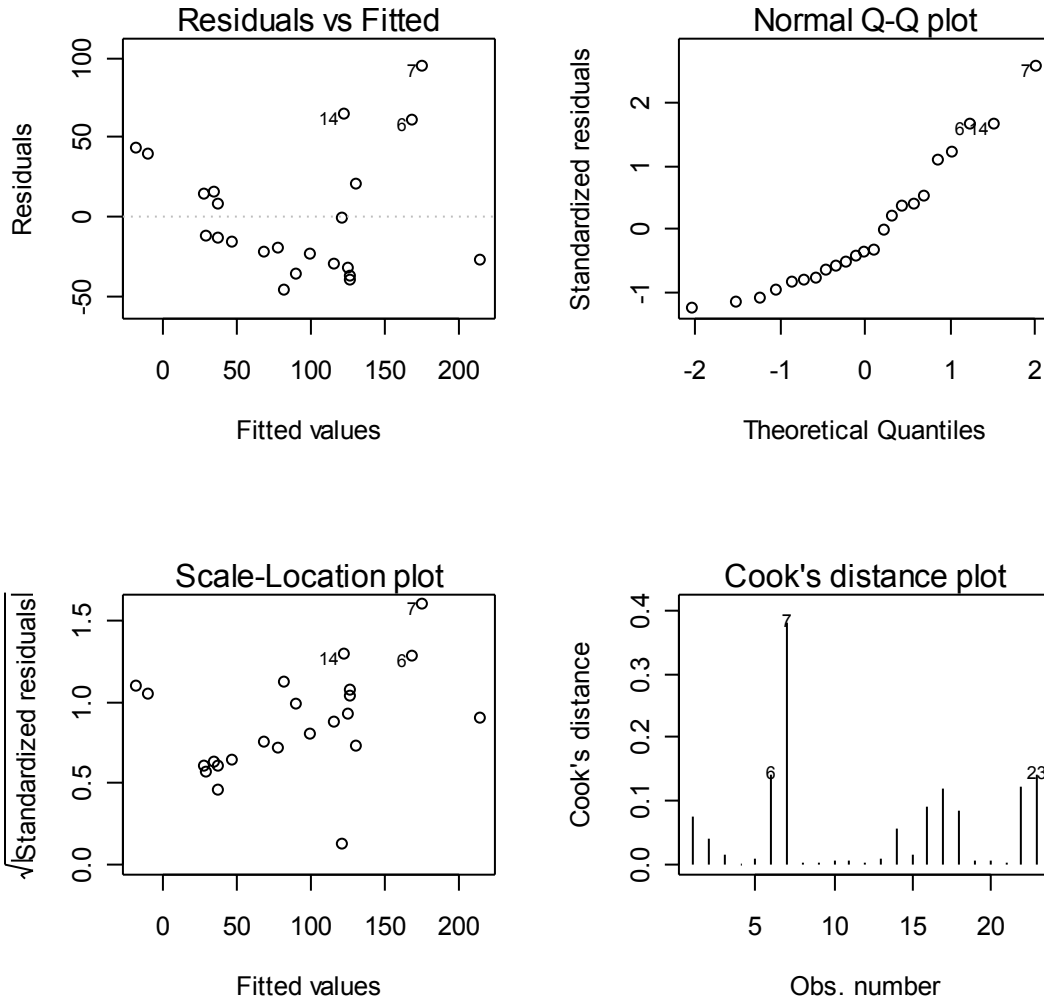 Residuals vs Fitted
Residuals
100
50
0
-50
7
14
6
0 50 100 150 200
Fitted values
Normal Q-Q plot
Standardized residuals
2
1
0
-1
7
6 14
-2 -1 0 1 2
Theoretical Quantiles
Scale-Location plot
√|Standardized residuals|
1.5
1.0
0.5
0.0
7
14
6
0 50 100 150 200
Fitted values
Cook's distance plot
Cook's distance
0.4
0.3
0.2
0.1
0.0
7
6
23
5 10 15 20
Obs. number